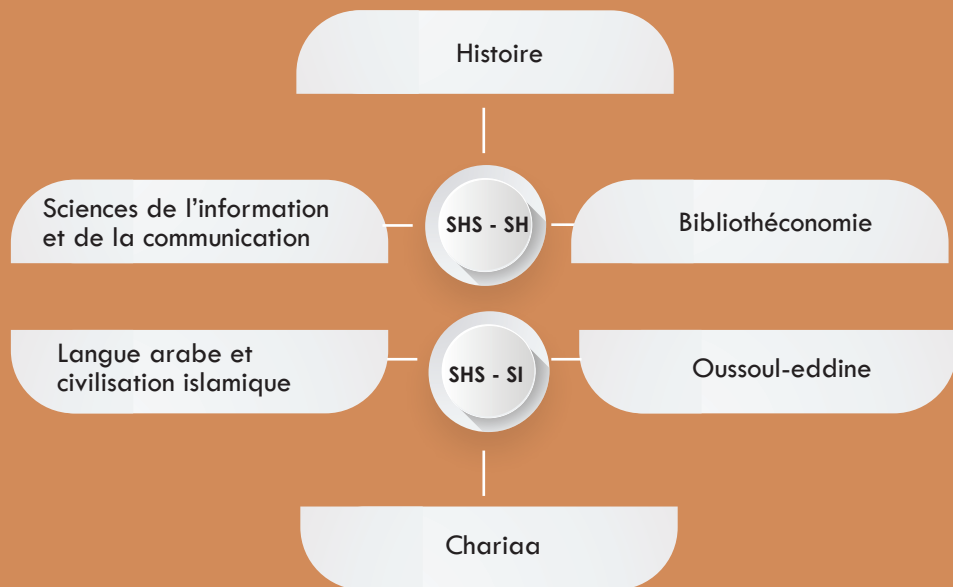 Histoire
Sciences de l’information
et de la communication
SHS - SH
Bibliothéconomie
Langue arabe et
civilisation islamique
SHS - SI
Oussoul-eddine
Chariaa